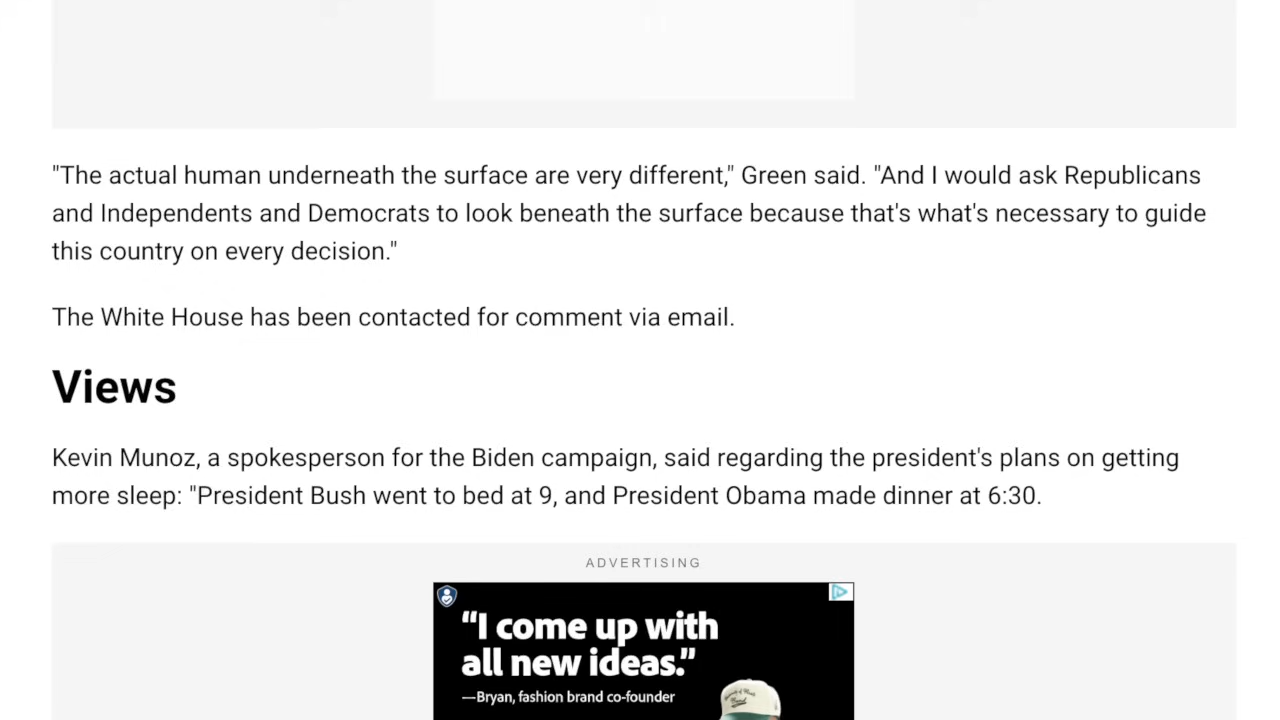 "The actual human underneath the surface are very different," Green said. "And I would ask Republicans
and Independents and Democrats to look beneath the surface because that's what's necessary to guide
this country on every decision."
The White House has been contacted for comment via email.
Views
Kevin Munoz, a spokesperson for the Biden campaign, said regarding the president's plans on getting
more sleep: "President Bush went to bed at 9, and President Obama made dinner at 6:30.
ADVERTISING
“I come up with
all new ideas.”
—Bryan, fashion brand co-founder